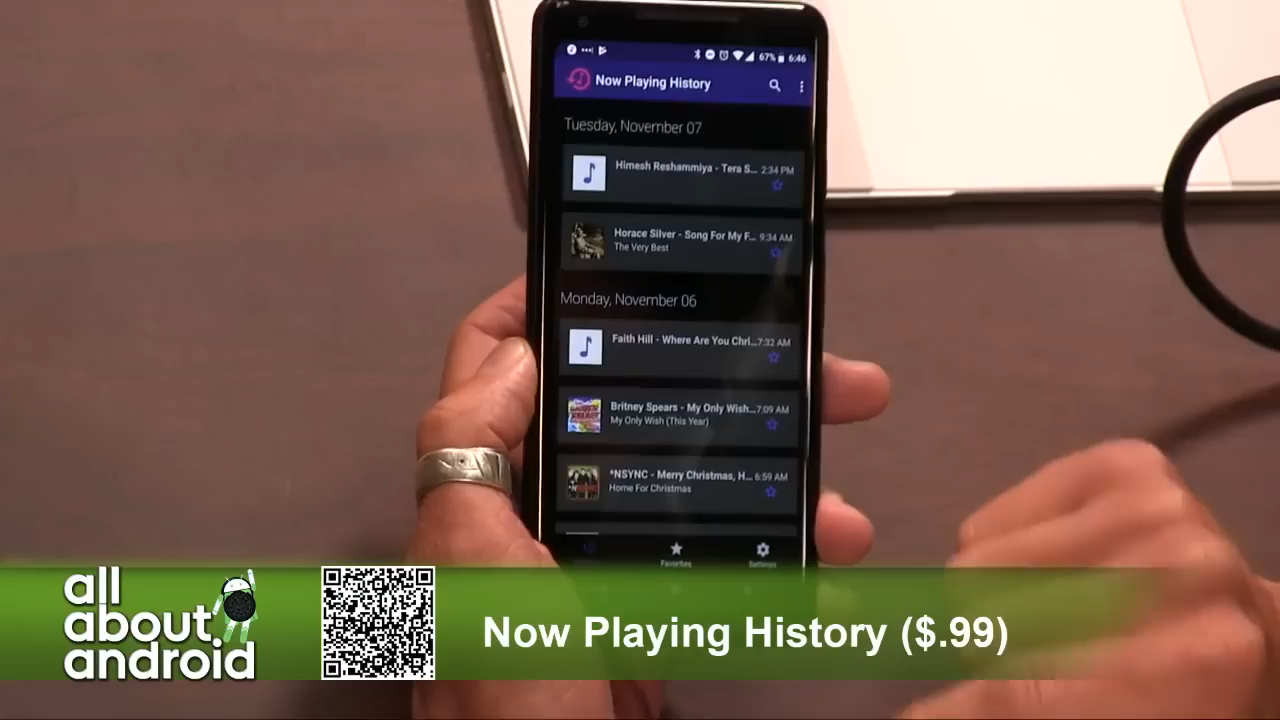 67% 6:46
Now Playing History
Tuesday, November 07
Himesh Reshammiya - Tera S... 2:34 PM
Horace Silver - Song For My F... 9:34 AM
The Very Best
Monday, November 06
Faith Hill - Where Are You Chri... 7:32 AM
Britney Spears - My Only Wish... 7:09 AM
My Only Wish (This Year)
*NSYNC - Merry Christmas, H... 6:59 AM
Home For Christmas
Favorites Settings
all
about
android
Now Playing History ($.99)